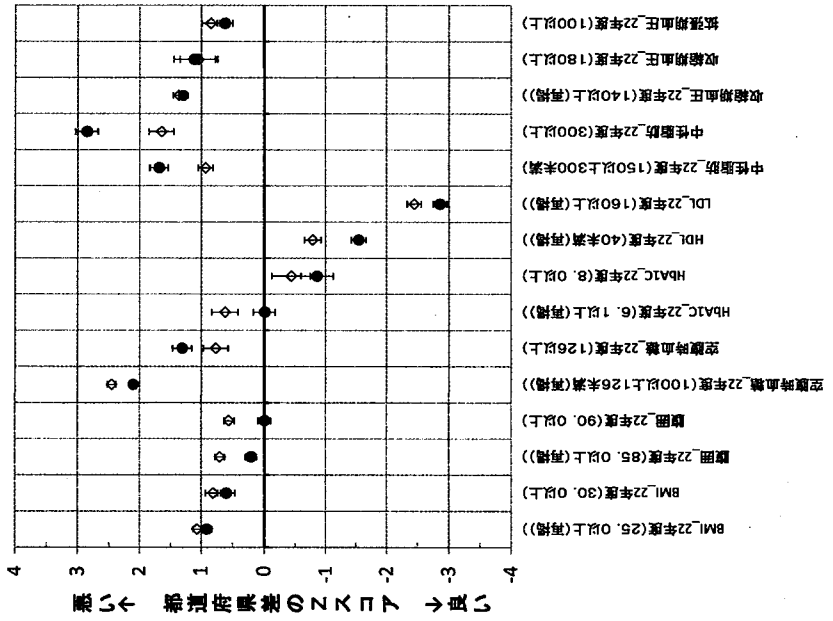 拡張期血圧_22年度(100以上)
収縮期血圧_22年度(180以上)
収縮期血圧_22年度(140以上(再掲))
中性脂肪_22年度(300以上)
中性脂肪_22年度(150以上300未満)
LDL_22年度(160以上(再掲))
HDL_22年度(40未満(再掲))
HbA1C_22年度(8.0以上)
HbA1C_22年度(6.1以上(再掲))
空腹時血糖_22年度(126以上)
空腹時血糖_22年度(100以上126未満(再掲))
腹囲_22年度(90.0以上)
腹囲_22年度(85.0以上(再掲))
BMI_22年度(30.0以上)
BMI_22年度(25.0以上(再掲))
4
3
2
1
0
-1
-2
-3
-4
悪い↑ 都道府県差のZスコア ↓良い